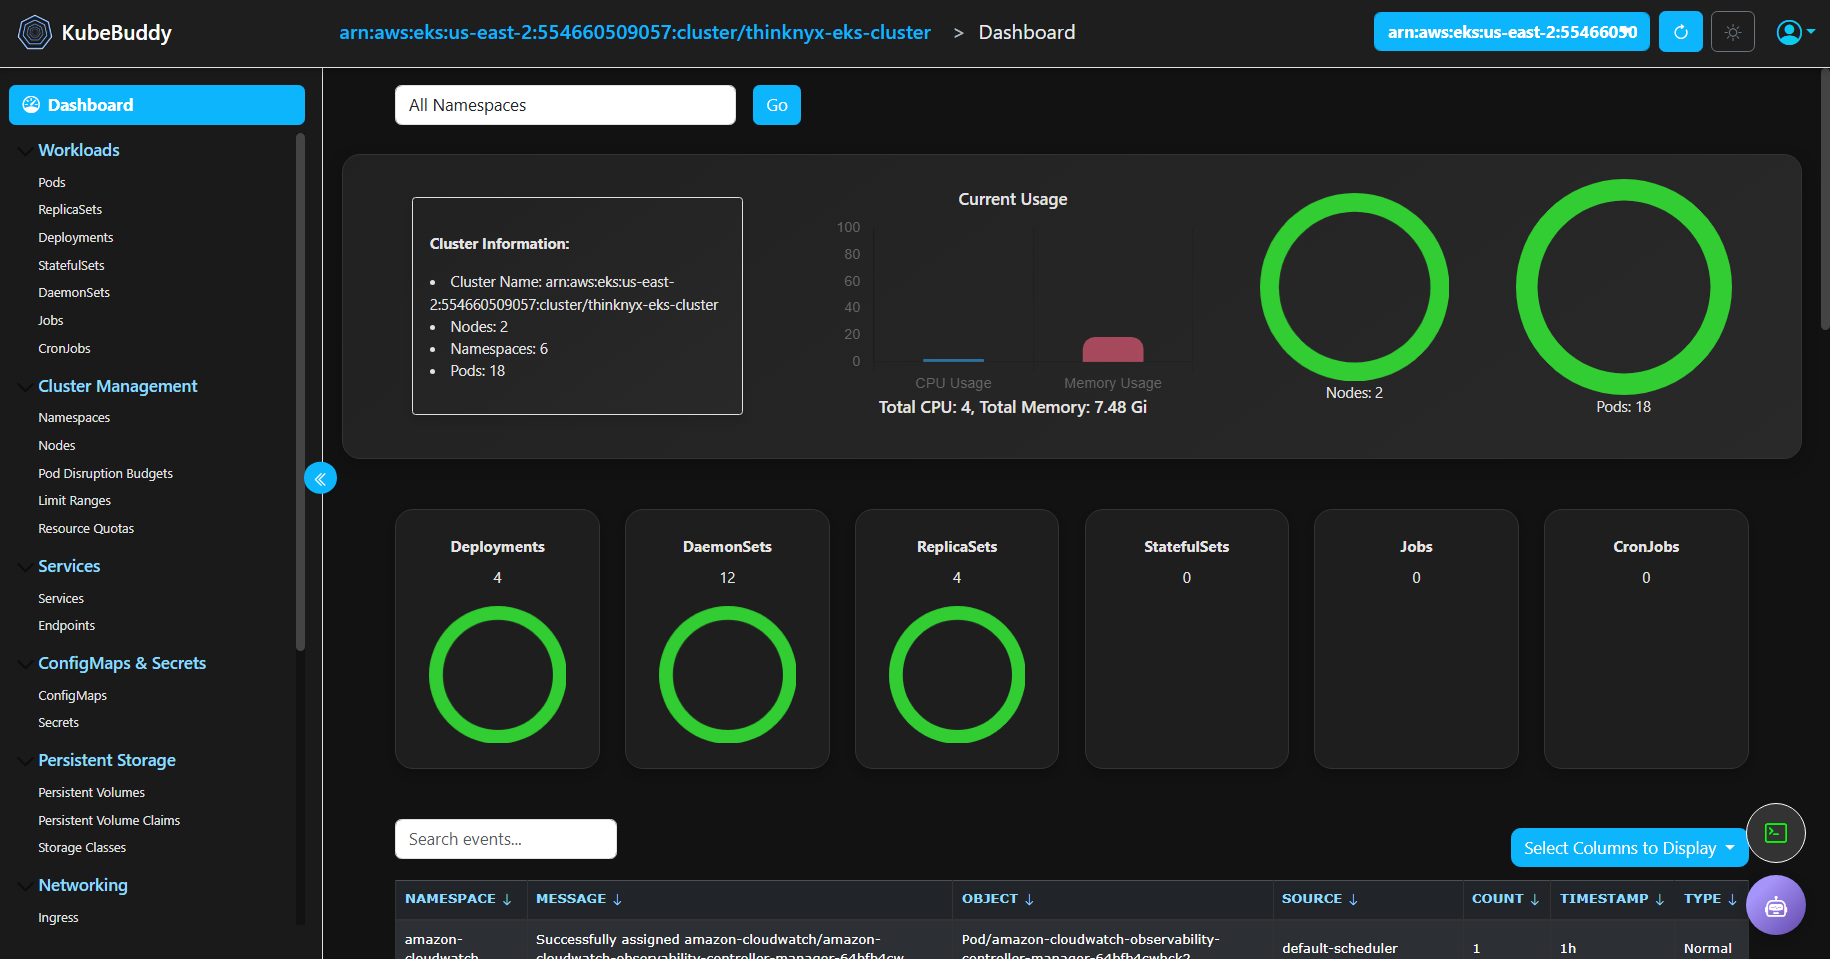 KubeBuddy
arn:aws:eks:us-east-2:554660509057:cluster/thinknyx-eks-cluster > Dashboard
arn:aws:eks:us-east-2:55466050
Dashboard
Workloads
Pods
ReplicaSets
Deployments
StatefulSets
DaemonSets
Jobs
CronJobs
Cluster Management
Namespaces
Nodes
Pod Disruption Budgets
Limit Ranges
Resource Quotas
Services
Services
Endpoints
ConfigMaps & Secrets
ConfigMaps
Secrets
Persistent Storage
Persistent Volumes
Persistent Volume Claims
Storage Classes
Networking
Ingress
All Namespaces
Go
Cluster Information:
Cluster Name: arn:aws:eks:us-east-
2:554660509057:cluster/thinknyx-eks-cluster
Nodes: 2
Namespaces: 6
Pods: 18
Current Usage
100
80
60
40
20
0
CPU Usage
Memory Usage
Total CPU: 4, Total Memory: 7.48 Gi
Nodes: 2
Pods: 18
Deployments
4
DaemonSets
12
ReplicaSets
4
StatefulSets
0
Jobs
0
CronJobs
0
Search events...
Select Columns to Display
NAMESPACE ↓ MESSAGE ↓ OBJECT ↓ SOURCE ↓ COUNT ↓ TIMESTAMP ↓ TYPE ↓
amazon-
cloudwatch
Successfully assigned amazon-cloudwatch/amazon-
cloudwatch-observability-controller-manager-64hfb4cw
Pod/amazon-cloudwatch-observability-
controller-manager-64hfb4cwhck2
default-scheduler
1
1h
Normal